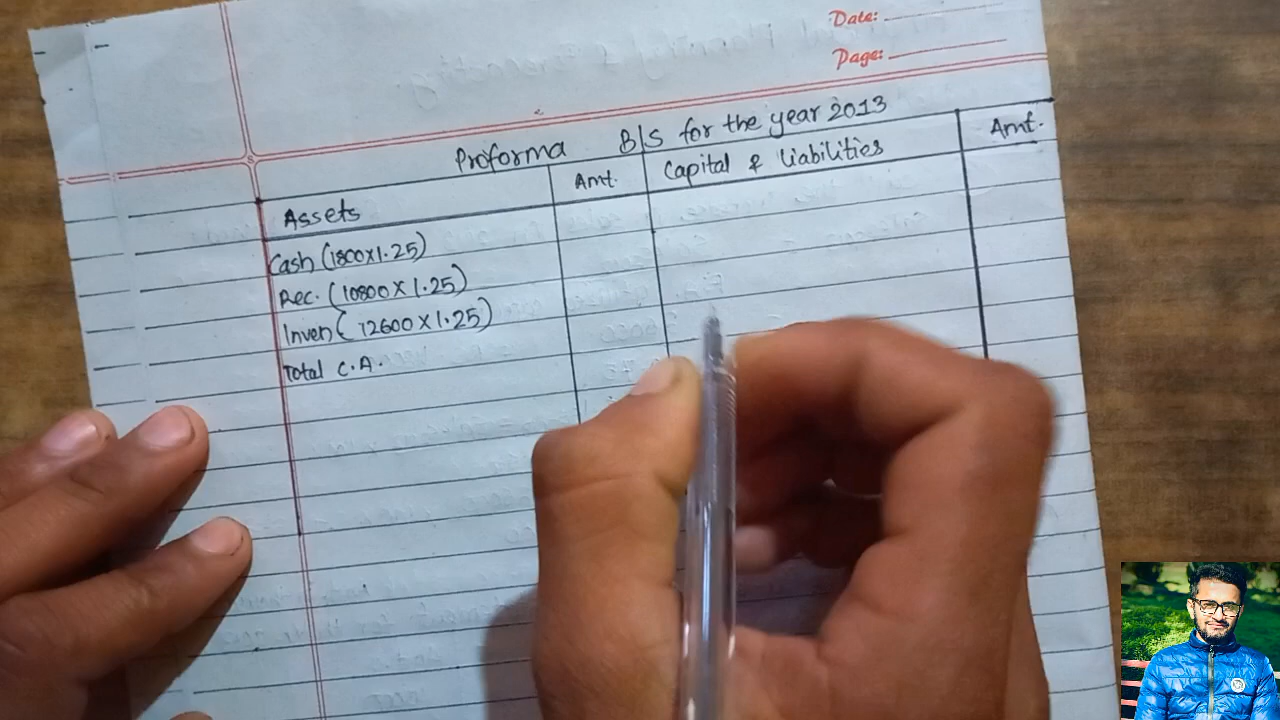 Date:
Page:
Proforma B/S for the year 2013
Assets Amt. Capital & Liabilities Amt.
Cash (1800x1.25)
Rec. (10800 x 1.25)
Inven( 12600 x 1.25)
Total C.A.